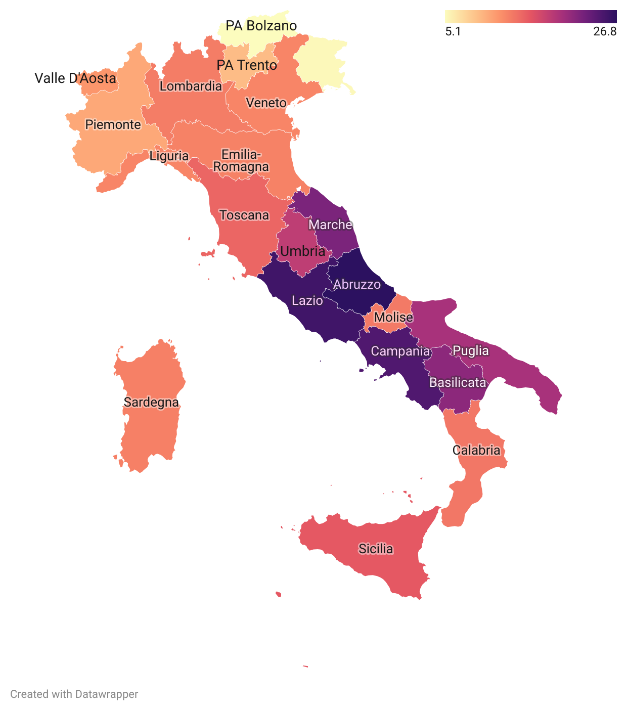 PA Bolzano
5.1
26.8
PA Trento
Valle D'Aosta
Lombardia
Veneto
Piemonte
Liguria
Emilia-
Romagna
Toscana
Marche
Umbria
Abruzzo
Lazio
Molise
Campania
Puglia
Basilicata
Sardegna
Calabria
Sicilia
Created with Datawrapper